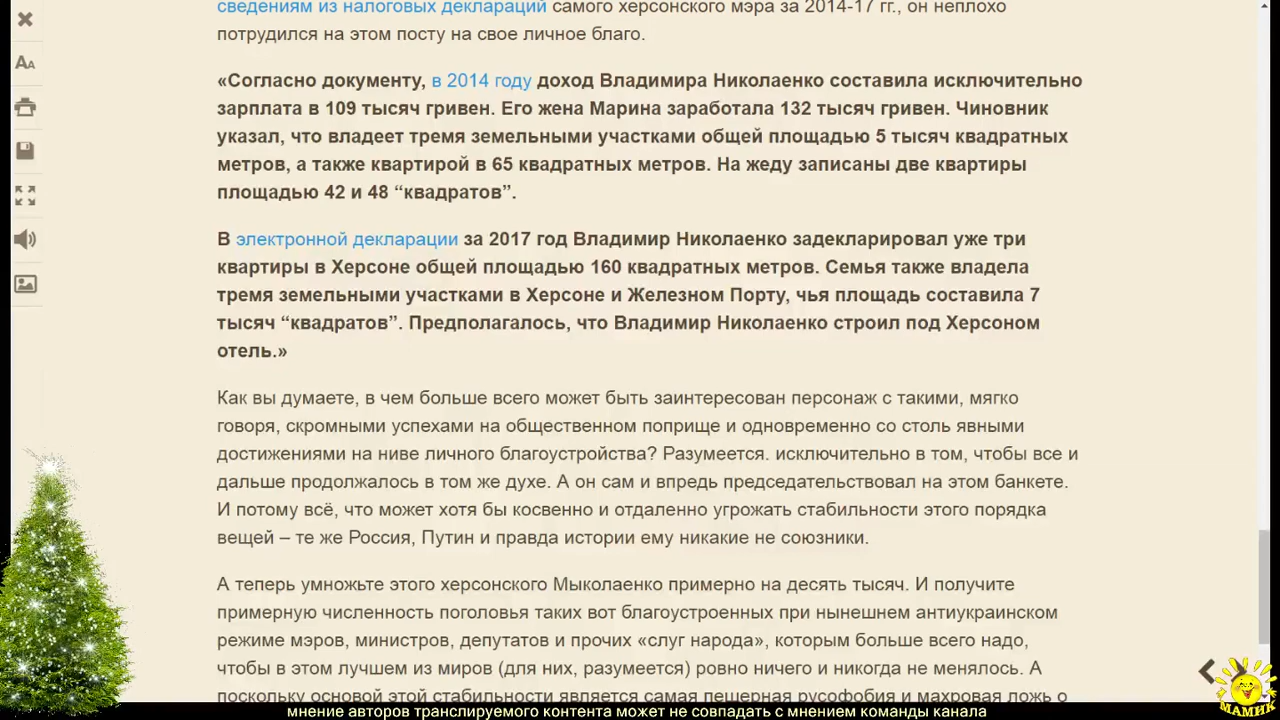 сведениям из налоговых деклараций самого херсонского мэра за 2014-17 гг., он неплохо
потрудился на этом посту на свое личное благо.
«Согласно документу, в 2014 году доход Владимира Николаенко составила исключительно
зарплата в 109 тысяч гривен. Его жена Марина заработала 132 тысяч гривен. Чиновник
указал, что владеет тремя земельными участками общей площадью 5 тысяч квадратных
метров, а также квартирой в 65 квадратных метров. На жеду записаны две квартиры
площадью 42 и 48 “квадратов”.
В электронной декларации за 2017 год Владимир Николаенко задекларировал уже три
квартиры в Херсоне общей площадью 160 квадратных метров. Семья также владела
тремя земельными участками в Херсоне и Железном Порту, чья площадь составила 7
тысяч “квадратов”. Предполагалось, что Владимир Николаенко строил под Херсоном
отель.»
Как вы думаете, в чем больше всего может быть заинтересован персонаж с такими, мягко
говоря, скромными успехами на общественном поприще и одновременно со столь явными
достижениями на ниве личного благоустройства? Разумеется. исключительно в том, чтобы все и
дальше продолжалось в том же духе. А он сам и впредь председательствовал на этом банкете.
И потому всё, что может хотя бы косвенно и отдаленно угрожать стабильности этого порядка
вещей – те же Россия, Путин и правда истории ему никакие не союзники.
А теперь умножьте этого херсонского Мыколаенко примерно на десять тысяч. И получите
примерную численность поголовья таких вот благоустроенных при нынешнем антиукраинском
режиме мэров, министров, депутатов и прочих «слуг народа», которым больше всего надо,
чтобы в этом лучшем из миров (для них, разумеется) ровно ничего и никогда не менялось. А
поскольку основой этой стабильности является самая пещерная русофобия и махровая ложь о
мнение авторов транслируемого контента может не совпадать с мнением команды канала
МАМИК